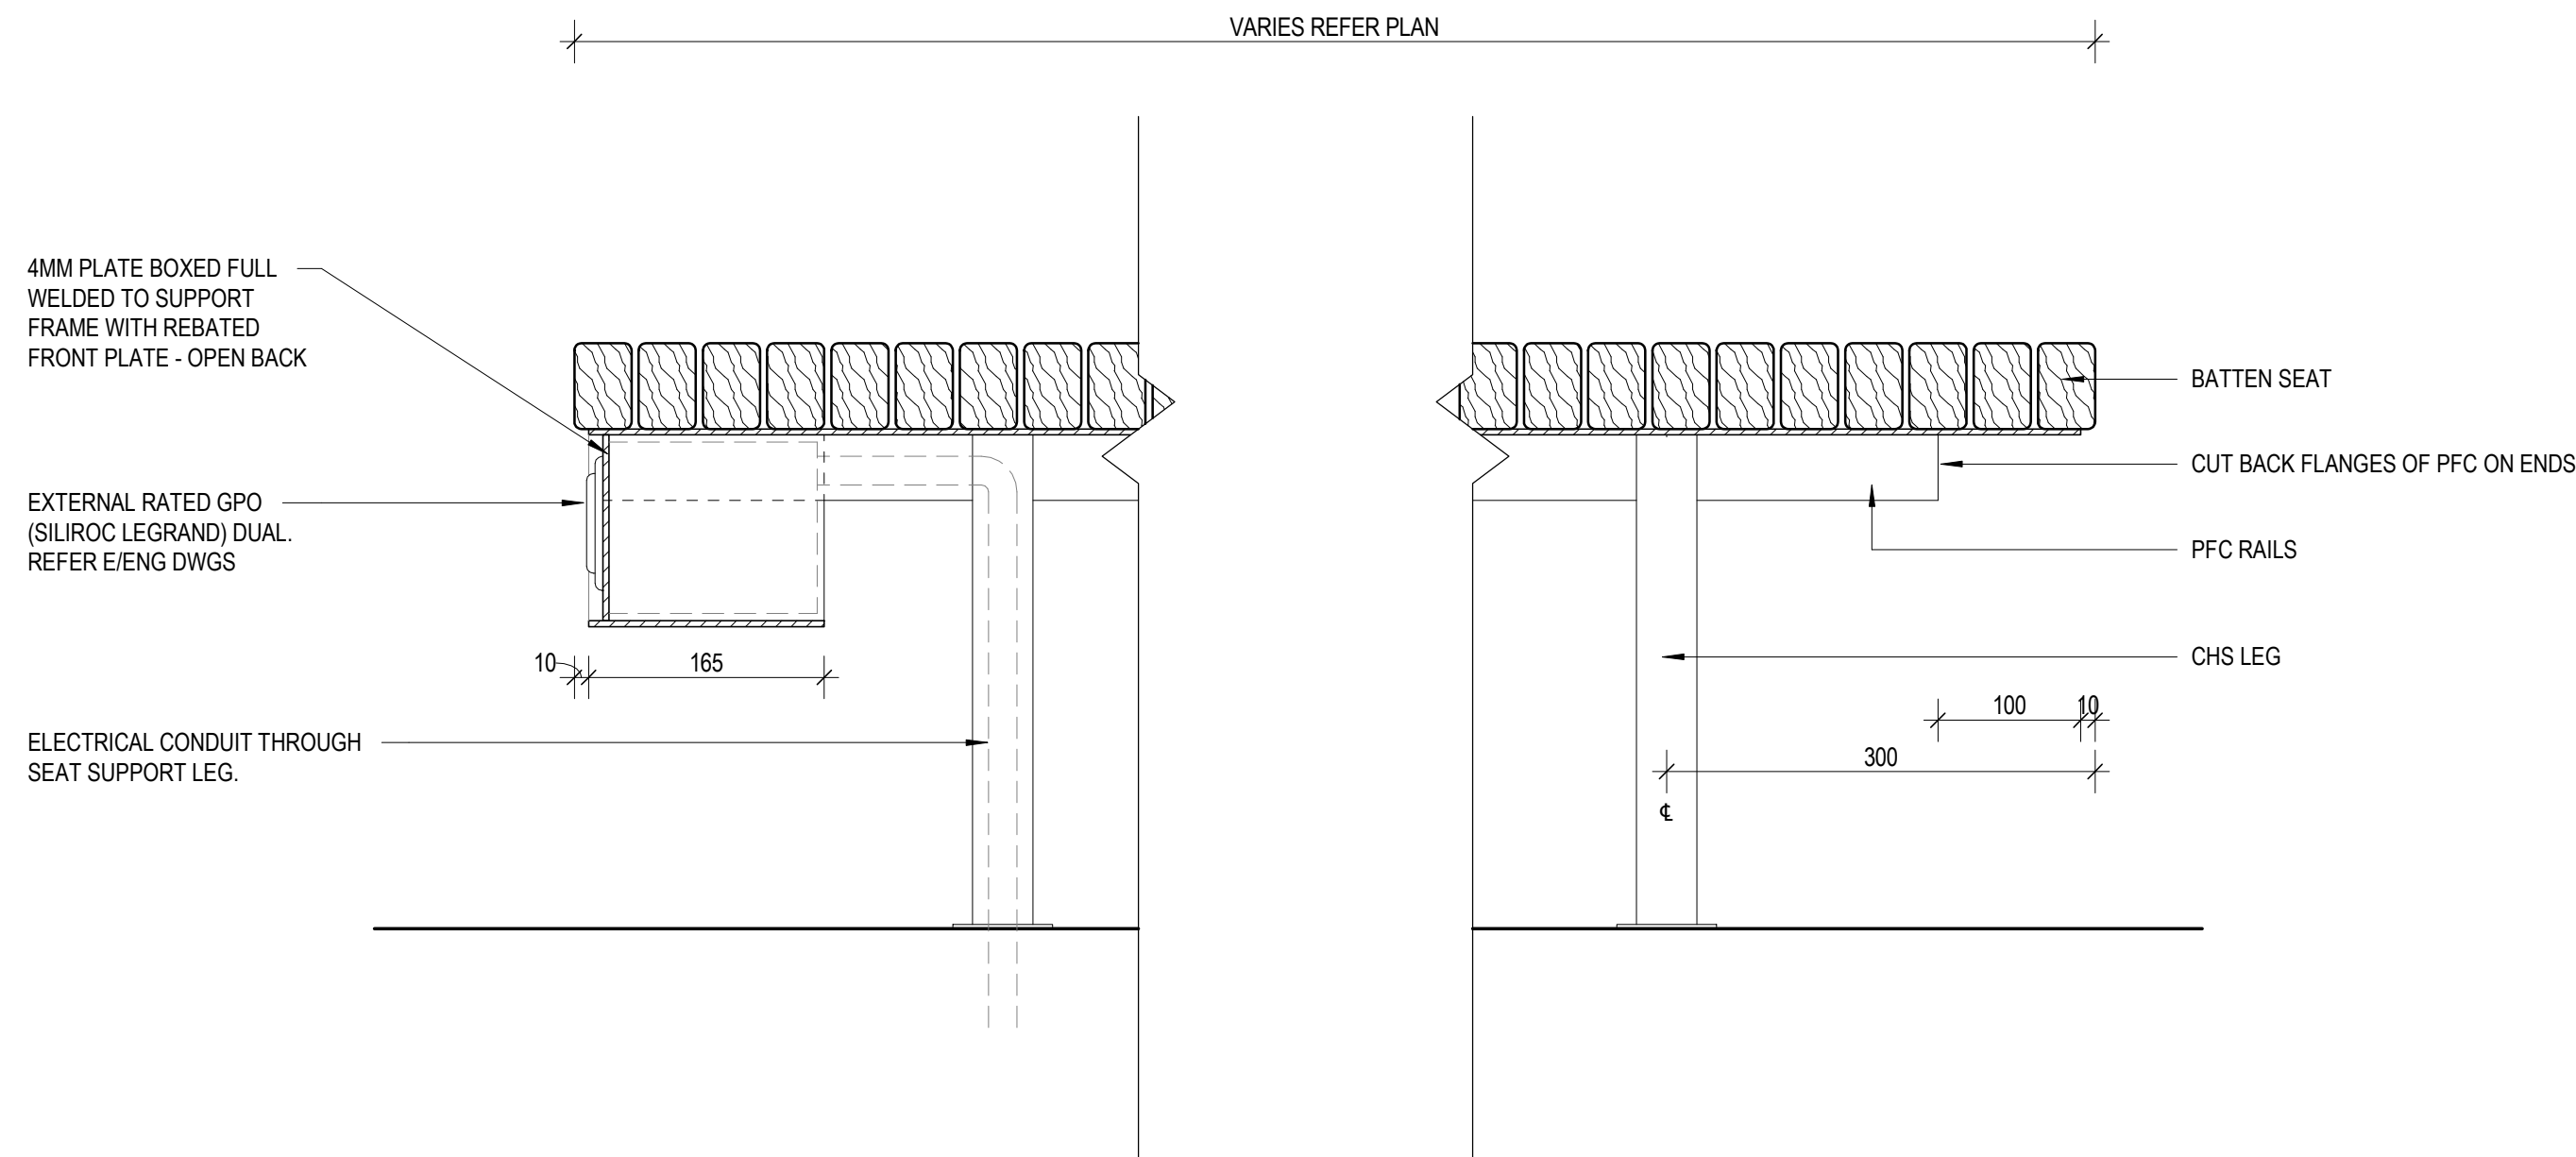 VARIES REFER PLAN
4MM PLATE BOXED FULL
WELDED TO SUPPORT
FRAME WITH REBATED
FRONT PLATE - OPEN BACK
EXTERNAL RATED GPO
(SILIROC LEGRAND) DUAL.
REFER E/ENG DWGS
10
165
ELECTRICAL CONDUIT THROUGH
SEAT SUPPORT LEG.
BATTEN SEAT
CUT BACK FLANGES OF PFC ON ENDS
PFC RAILS
CHS LEG
100
10
300
℄